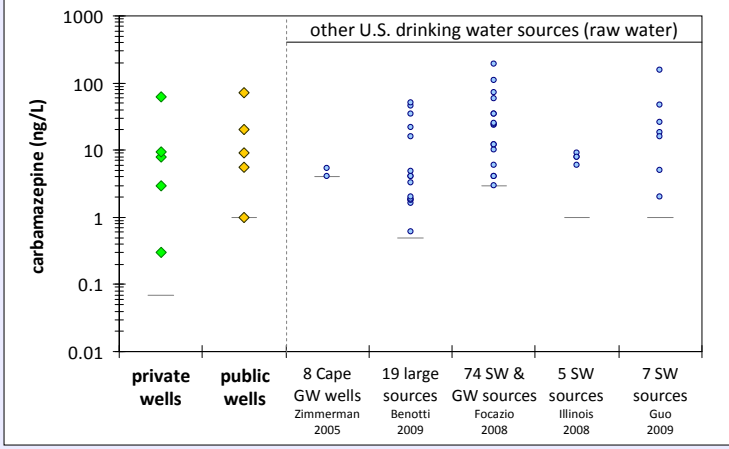 other U.S. drinking water sources (raw water)
carbamazepine (ng/L)
1000
100
10
1
0.1
0.01
private
wells
public
wells
8 Cape
GW wells
Zimmerman
2005
19 large
sources
Benotti
2009
74 SW &
GW sources
Focazio
2008
5 SW
sources
Illinois
2008
7 SW
sources
Guo
2009